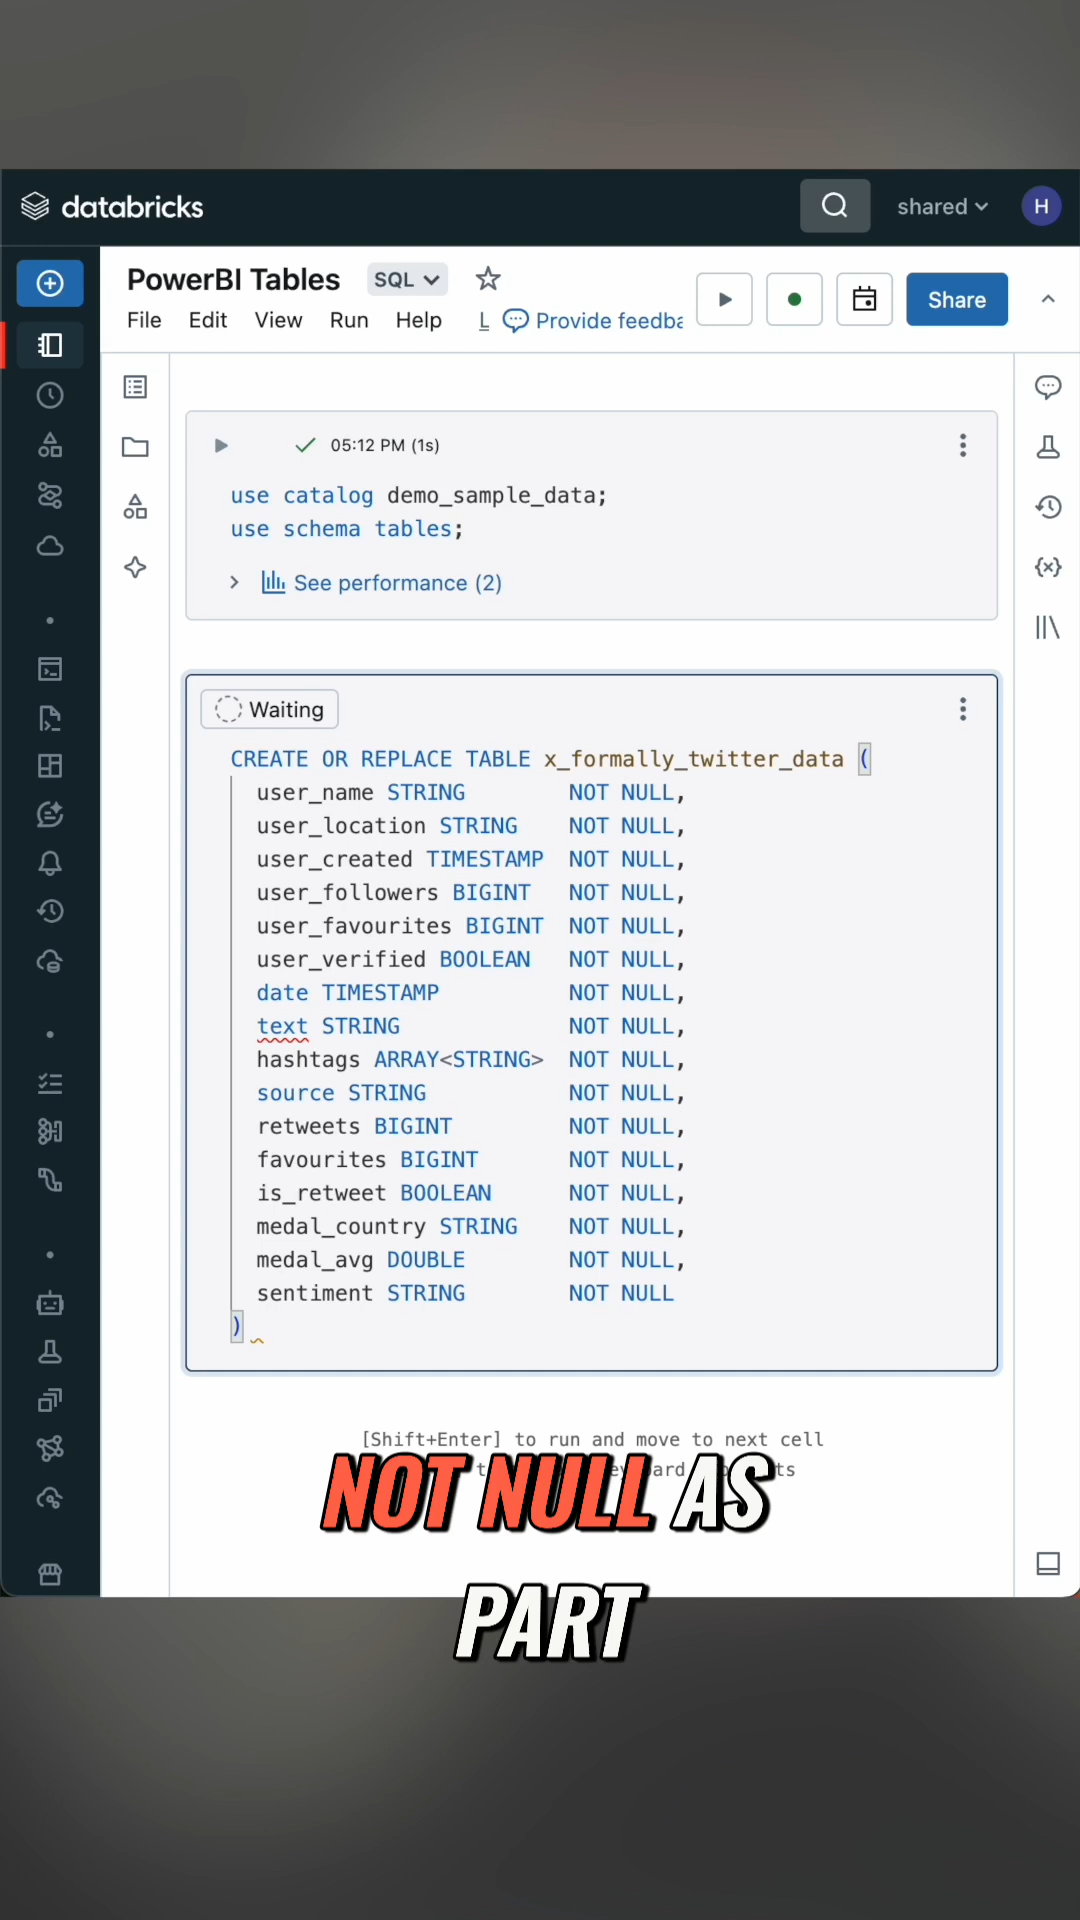 databricks
shared
H
PowerBI Tables
SQL
File Edit View Run Help
Provide feedba
Share
05:12 PM (1s)
use catalog demo_sample_data;
use schema tables;
See performance (2)
Waiting
CREATE OR REPLACE TABLE x_formally_twitter_data (
user_name STRING NOT NULL,
user_location STRING NOT NULL,
user_created TIMESTAMP NOT NULL,
user_followers BIGINT NOT NULL,
user_favourites BIGINT NOT NULL,
user_verified BOOLEAN NOT NULL,
date TIMESTAMP NOT NULL,
text STRING NOT NULL,
hashtags ARRAY<STRING> NOT NULL,
source STRING NOT NULL,
retweets BIGINT NOT NULL,
favourites BIGINT NOT NULL,
is_retweet BOOLEAN NOT NULL,
medal_country STRING NOT NULL,
medal_avg DOUBLE NOT NULL,
sentiment STRING NOT NULL
)
[Shift+Enter] to run and move to next cell
NOT NULL AS
PART